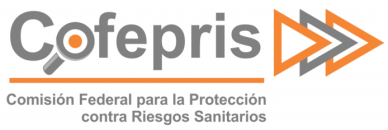 Cofepris
Comisión Federal para la Protección
contra Riesgos Sanitarios